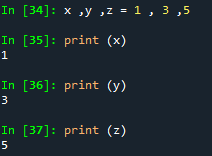 In [34]: x ,y ,z = 1 , 3 ,5
In [35]: print (x)
1
In [36]: print (y)
3
In [37]: print (z)
5